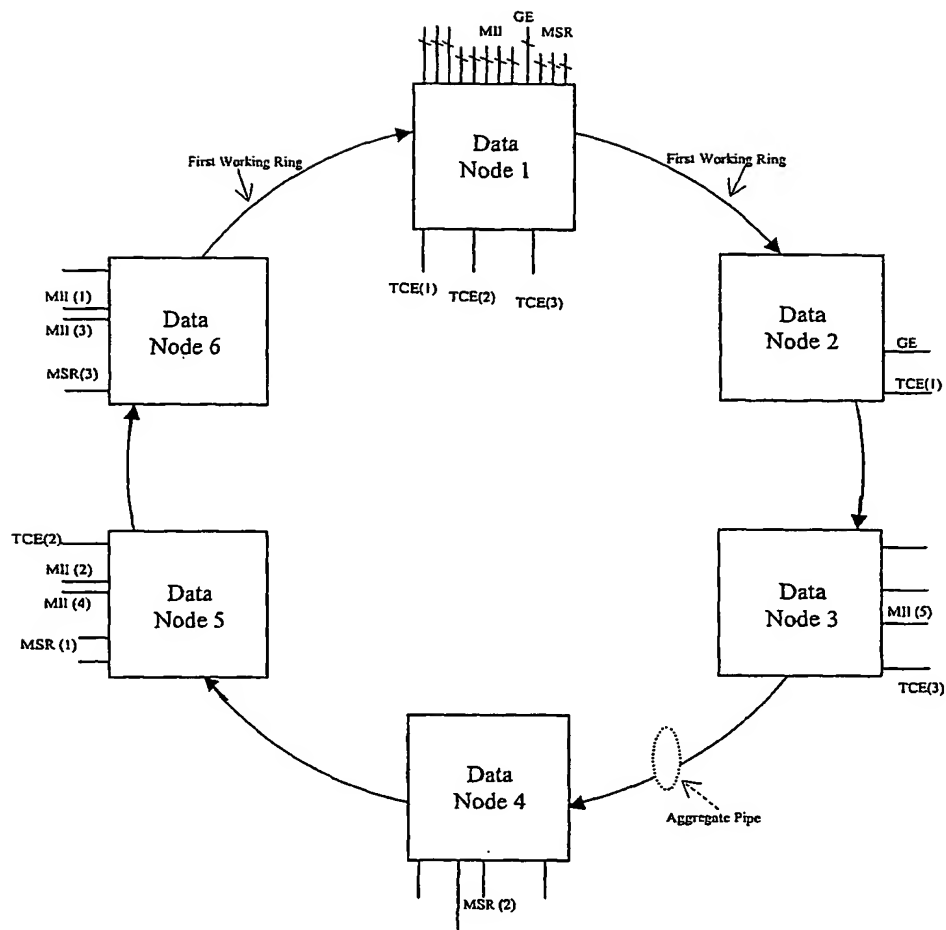 GE
MII
MSR
Data
Node 1
First Working Ring
First Working Ring
TCE(1)
TCE(2)
TCE(3)
MII (1)
MII (3)
MSR(3)
Data
Node 6
Data
Node 2
GE
TCE(1)
TCE(2)
MII (2)
MII (4)
MSR (1)
Data
Node 5
Data
Node 3
MII (5)
TCE(3)
Data
Node 4
MSR (2)
Aggregate Pipe